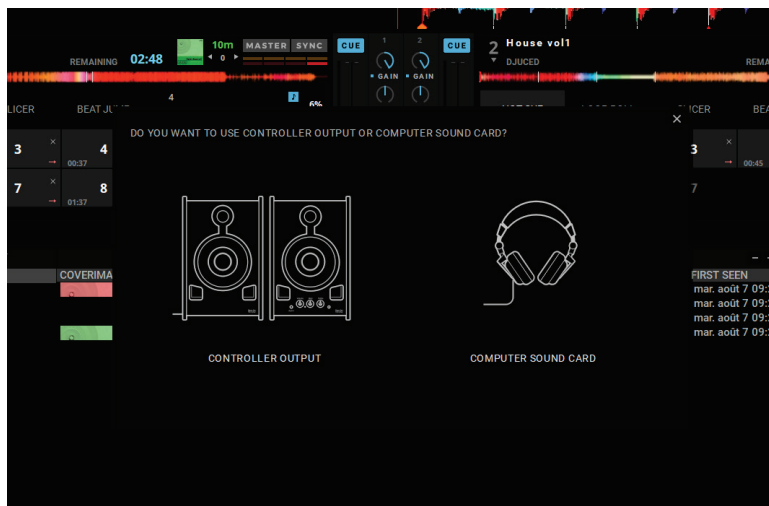 10m
MASTER SYNC
CUE
1
2
CUE
2
House vol1
REMAINING
02:48
0
GAIN
GAIN
DJUCED
4
6%
BEAT JU
3
4
00:37
7
8
01:37
DO YOU WANT TO USE CONTROLLER OUTPUT OR COMPUTER SOUND CARD?
3
00:45
7
COVERIMA
FIRST SEEN
mar. août 7 09:
mar. août 7 09:
mar. août 7 09:
mar. août 7 09:
CONTROLLER OUTPUT
COMPUTER SOUND CARD